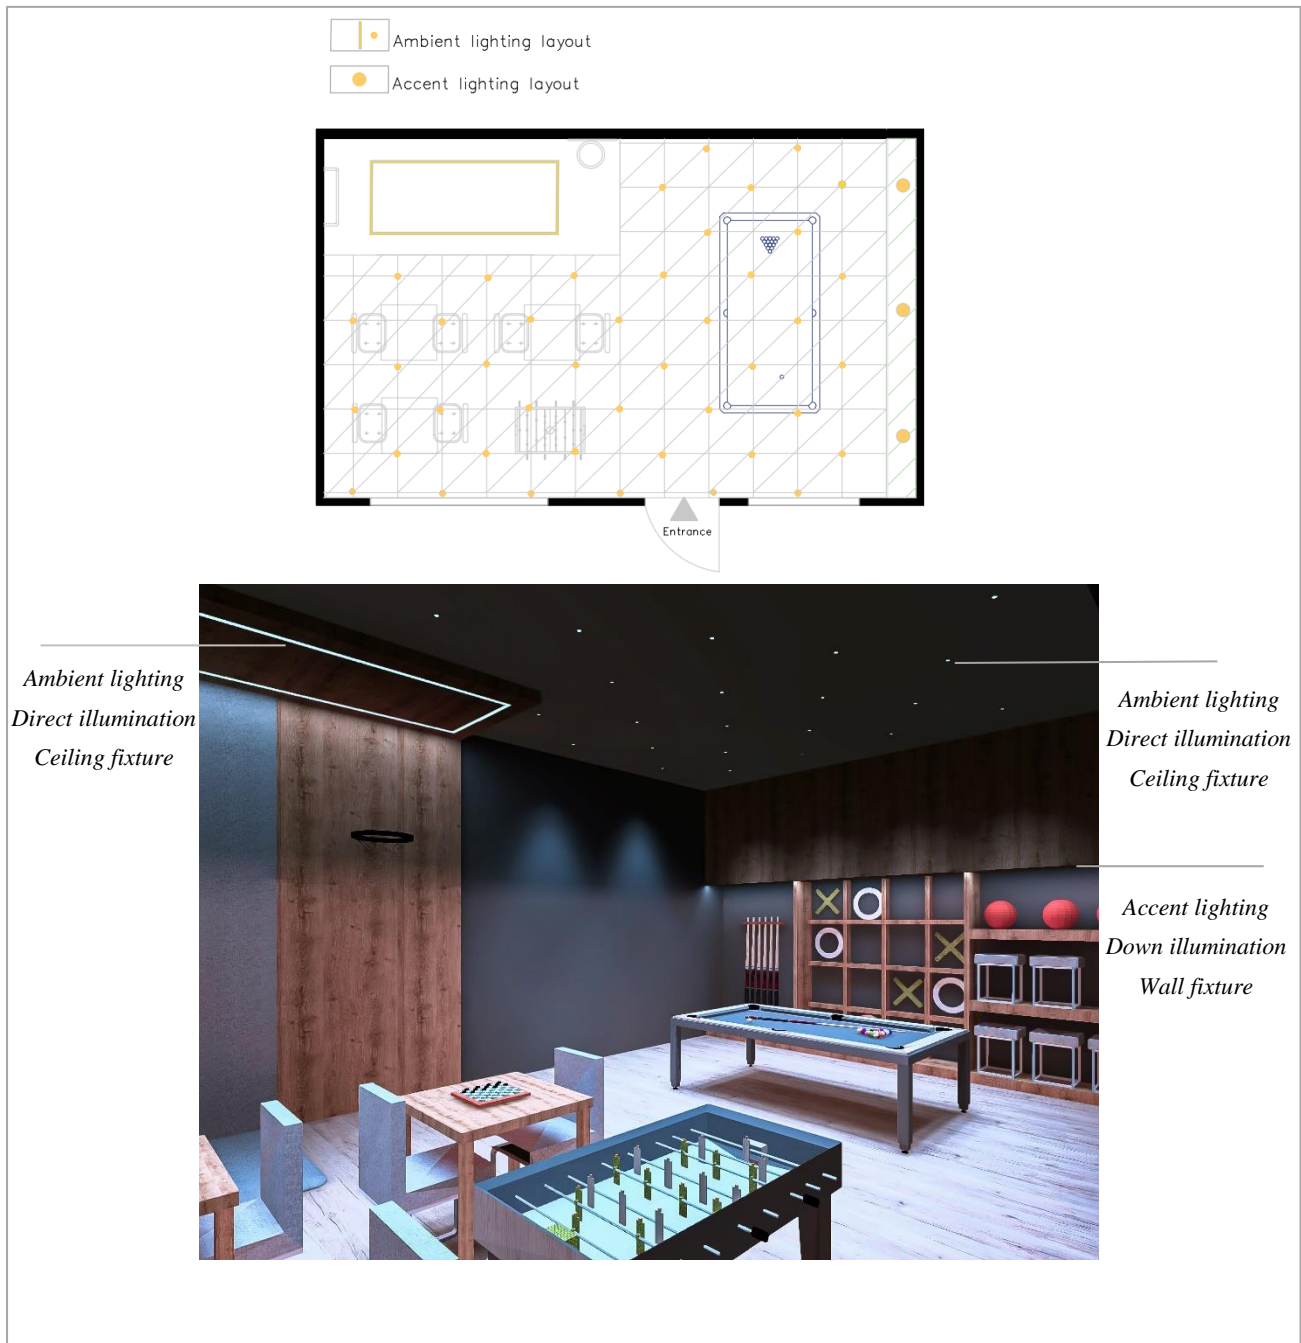 Ambient lighting layout
Accent lighting layout
Entrance
Ambient lighting
Direct illumination
Ceiling fixture
Ambient lighting
Direct illumination
Ceiling fixture
Accent lighting
Down illumination
Wall fixture